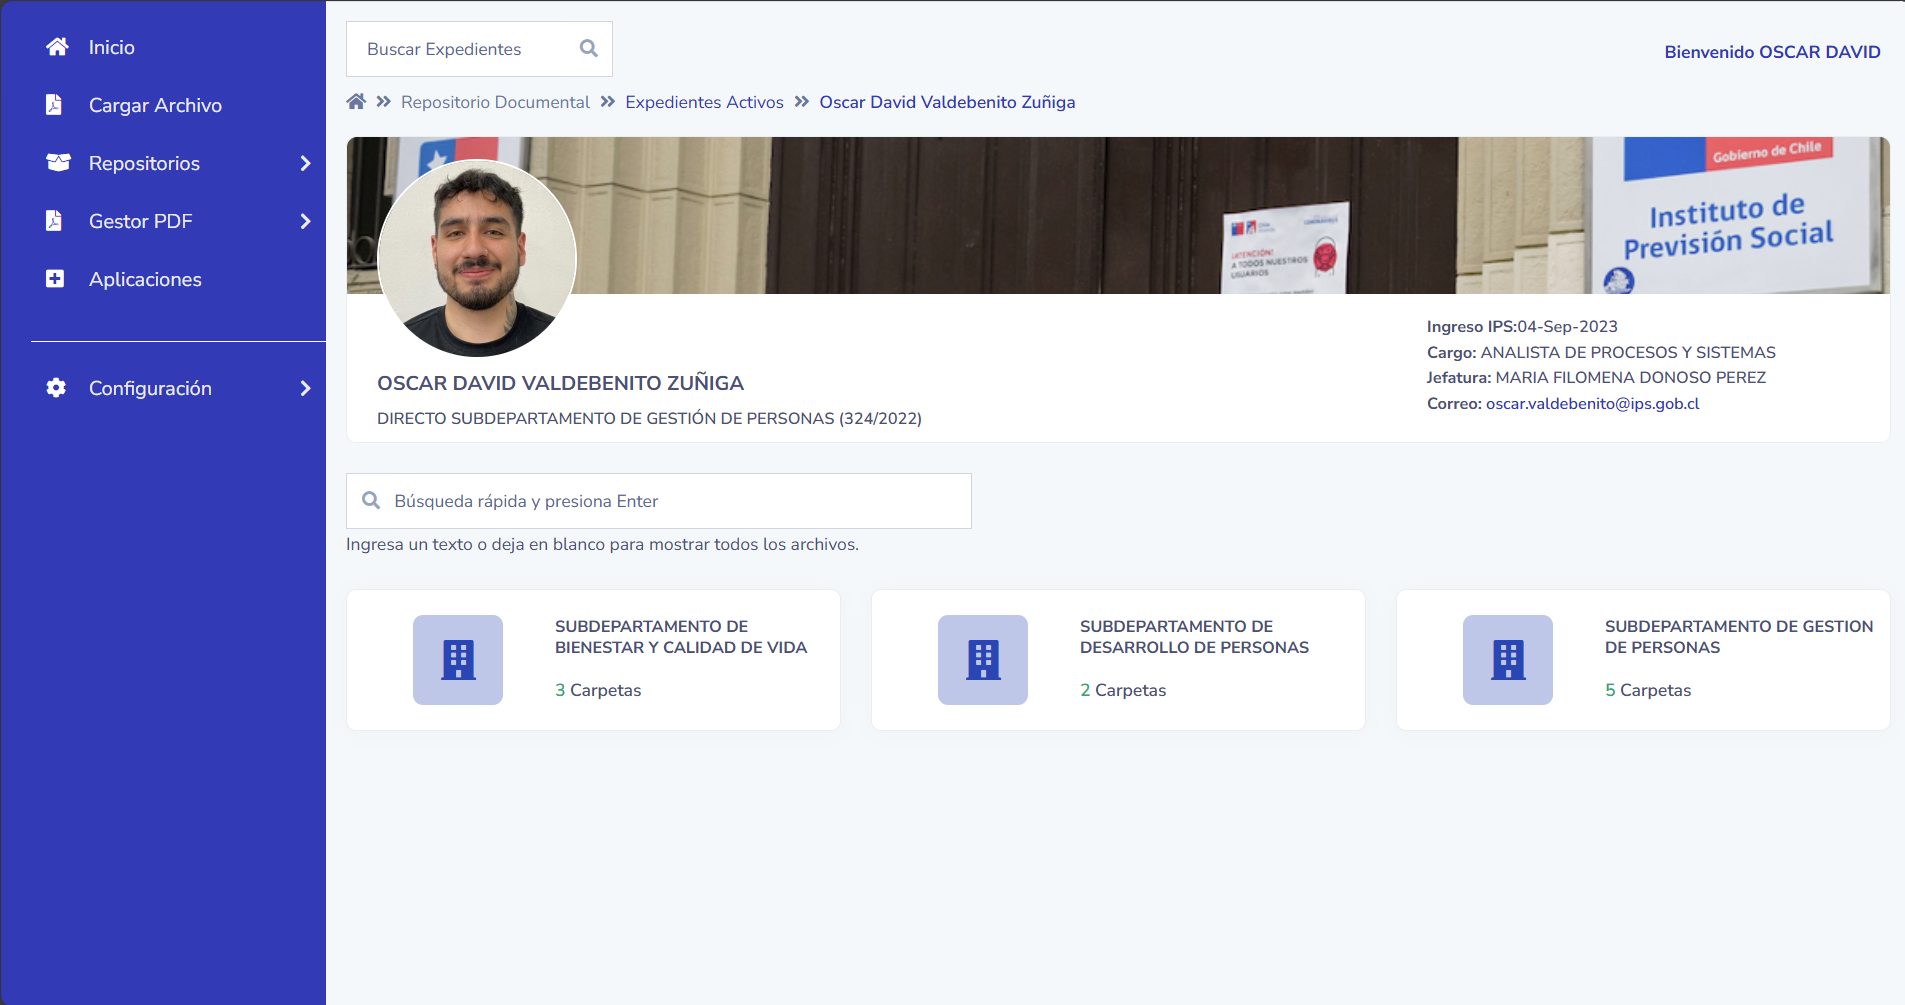 Inicio
Cargar Archivo
Repositorios
Gestor PDF
Aplicaciones
Configuración
Buscar Expedientes
Bienvenido OSCAR DAVID
Repositorio Documental
Expedientes Activos
Oscar David Valdebenito Zuñiga
Gobierno de Chile
Instituto de
Previsión Social
¡ATENCIÓN!
A TODOS NUESTROS
USUARIOS
OSCAR DAVID VALDEBENITO ZUÑIGA
DIRECTO SUBDEPARTAMENTO DE GESTIÓN DE PERSONAS (324/2022)
Ingreso IPS:04-Sep-2023
Cargo: ANALISTA DE PROCESOS Y SISTEMAS
Jefatura: MARIA FILOMENA DONOSO PEREZ
Correo: oscar.valdebenito@ips.gob.cl
Búsqueda rápida y presiona Enter
Ingresa un texto o deja en blanco para mostrar todos los archivos.
SUBDEPARTAMENTO DE
BIENESTAR Y CALIDAD DE VIDA
3 Carpetas
SUBDEPARTAMENTO DE
DESARROLLO DE PERSONAS
2 Carpetas
SUBDEPARTAMENTO DE GESTION
DE PERSONAS
5 Carpetas